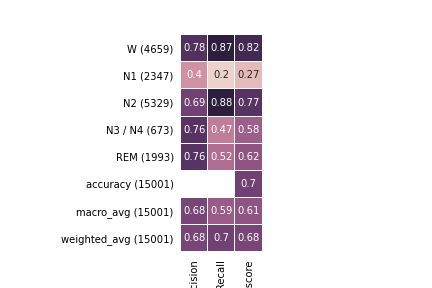 W (4659) 0.78 0.87 0.82
N1 (2347) 0.4 0.2 0.27
N2 (5329) 0.69 0.88 0.77
N3 / N4 (673) 0.76 0.47 0.58
REM (1993) 0.76 0.52 0.62
accuracy (15001) 0.7
macro_avg (15001) 0.68 0.59 0.61
weighted_avg (15001) 0.68 0.7 0.68
cision
Recall
score